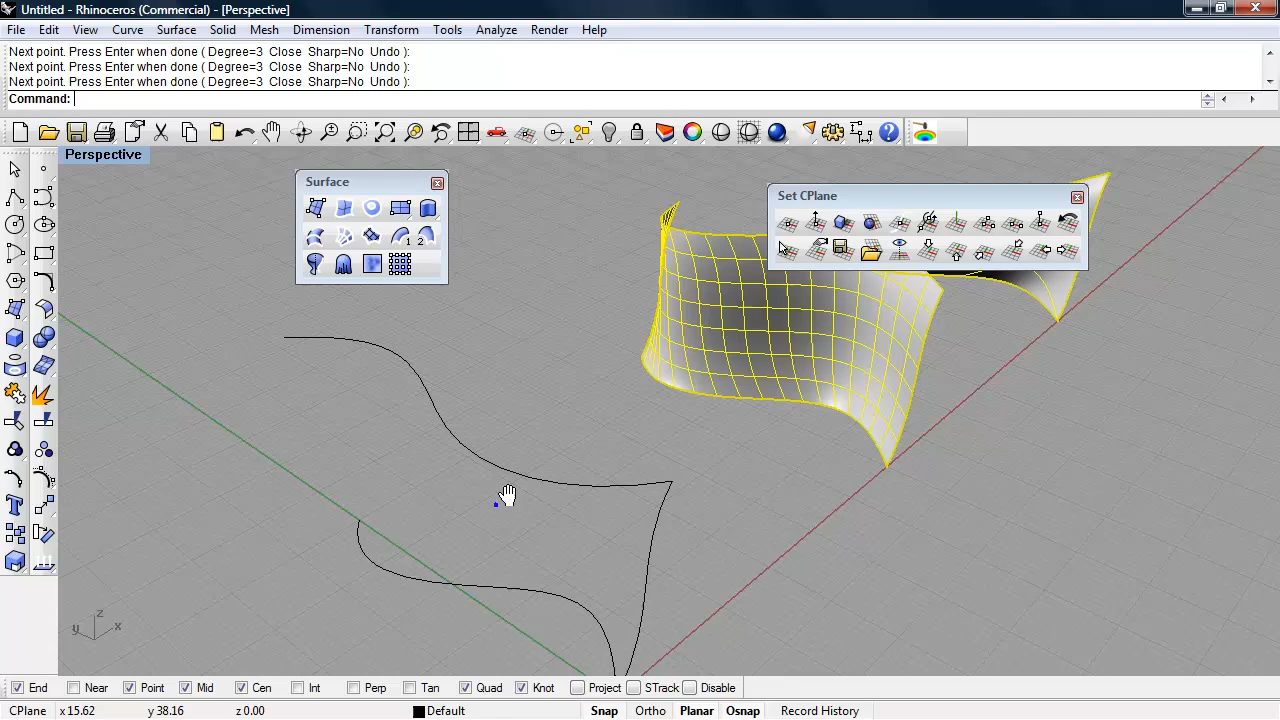 Untitled - Rhinoceros (Commercial) - [Perspective]
File Edit View Curve Surface Solid Mesh Dimension Transform Tools Analyze Render Help
Next point. Press Enter when done ( Degree=3 Close Sharp=No Undo ):
Next point. Press Enter when done ( Degree=3 Close Sharp=No Undo ):
Next point. Press Enter when done ( Degree=3 Close Sharp=No Undo ):
Command:
Perspective
Surface
Set CPlane
1 2
T
z
y x
End Near Point Mid Cen Int Perp Tan Quad Knot Project STrack Disable
CPlane x 15.62 y 38.16 z 0.00 Default Snap Ortho Planar Osnap Record History